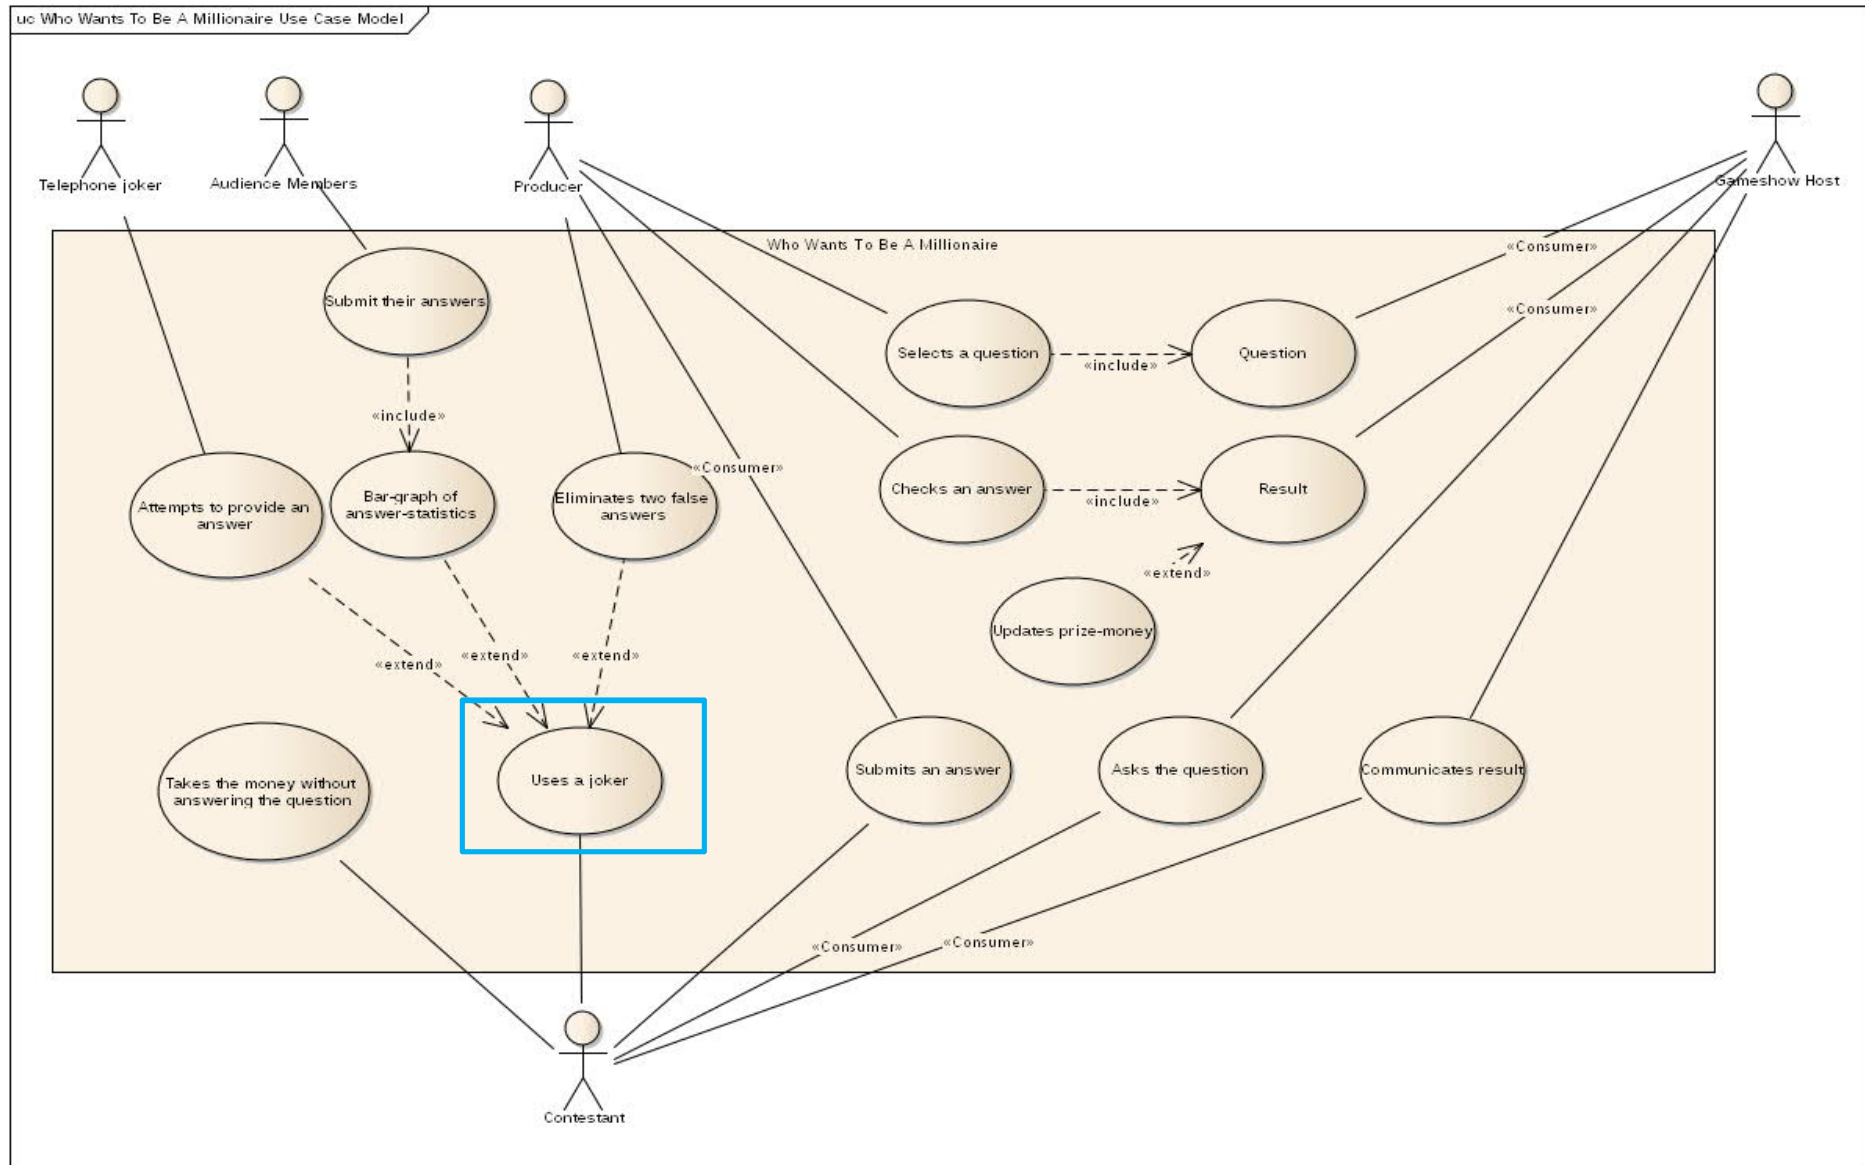 uc Who Wants To Be A Millionaire Use Case Model
Telephone joker
Audience Members
Producer
Gameshow Host
Who Wants To Be A Millionaire
«Consumer»
Submit their answers
«Consumer»
Selects a question
«include»
Question
«include»
«Consumer»
Attempts to provide an
answer
Bar-graph of
answer-statistics
Eliminates two false
answers
Checks an answer
«include»
Result
«extend»
Updates prize-money
«extend»
«extend»
«extend»
Takes the money without
answering the question
Uses a joker
Submits an answer
Asks the question
Communicates result
«Consumer»
«Consumer»
Contestant